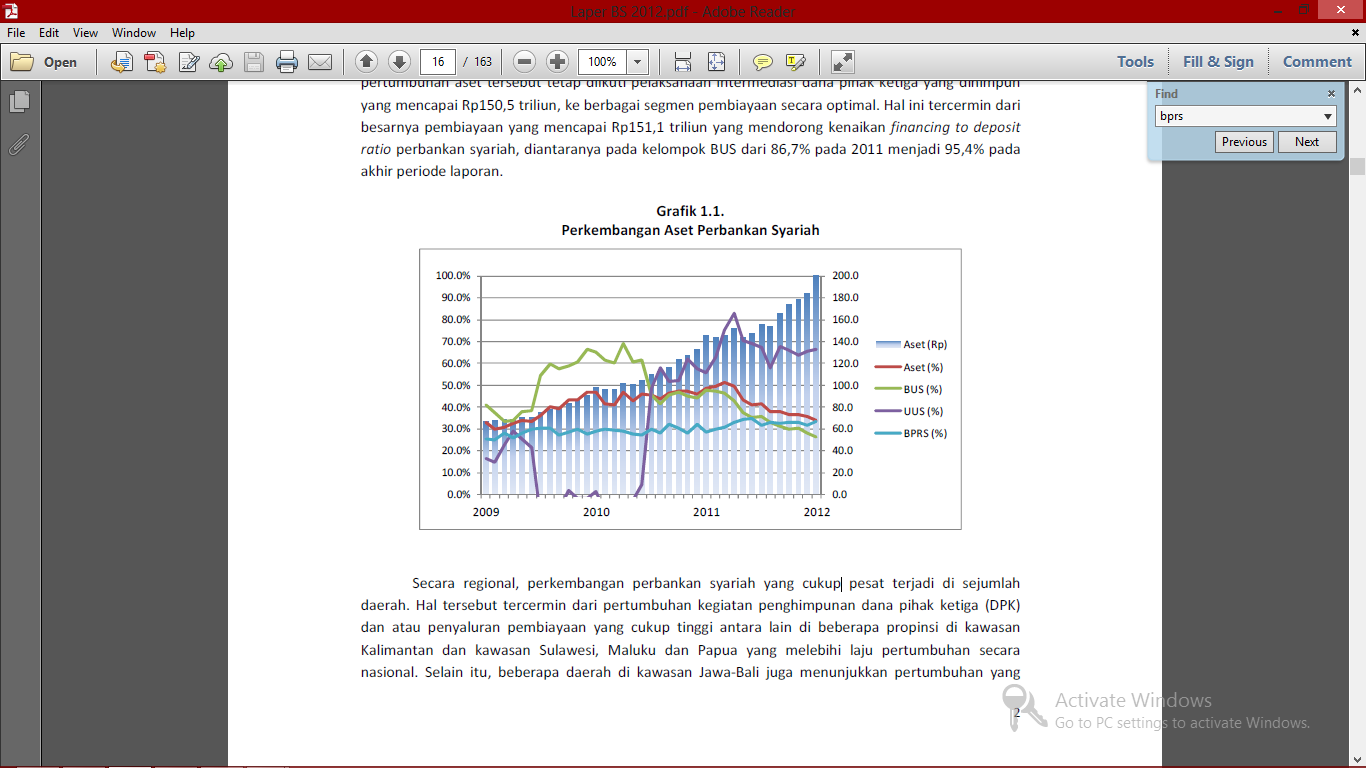 Laper BS 2012.pdf - Adobe Reader
File Edit View Window Help
Open 16 / 163 100% Tools Fill & Sign Comment
Find
bprs
Previous Next
pertumbuhan aset tersebut tetap diikuti pelaksanaan intermediasi dana pihak ketiga yang dihimpun
yang mencapai Rp150,5 triliun, ke berbagai segmen pembiayaan secara optimal. Hal ini tercermin dari
besarnya pembiayaan yang mencapai Rp151,1 triliun yang mendorong kenaikan financing to deposit
ratio perbankan syariah, diantaranya pada kelompok BUS dari 86,7% pada 2011 menjadi 95,4% pada
akhir periode laporan.
Grafik 1.1.
Perkembangan Aset Perbankan Syariah
100.0% 200.0
90.0% 180.0
80.0% 160.0
70.0% 140.0
60.0% 120.0
50.0% 100.0
40.0% 80.0
30.0% 60.0
20.0% 40.0
10.0% 20.0
0.0% 0.0
2009 2010 2011 2012
Aset (Rp)
Aset (%)
BUS (%)
UUS (%)
BPRS (%)
Secara regional, perkembangan perbankan syariah yang cukup pesat terjadi di sejumlah
daerah. Hal tersebut tercermin dari pertumbuhan kegiatan penghimpunan dana pihak ketiga (DPK)
dan atau penyaluran pembiayaan yang cukup tinggi antara lain di beberapa propinsi di kawasan
Kalimantan dan kawasan Sulawesi, Maluku dan Papua yang melebihi laju pertumbuhan secara
nasional. Selain itu, beberapa daerah di kawasan Jawa-Bali juga menunjukkan pertumbuhan yang
2
Activate Windows
Go to PC settings to activate Windows.